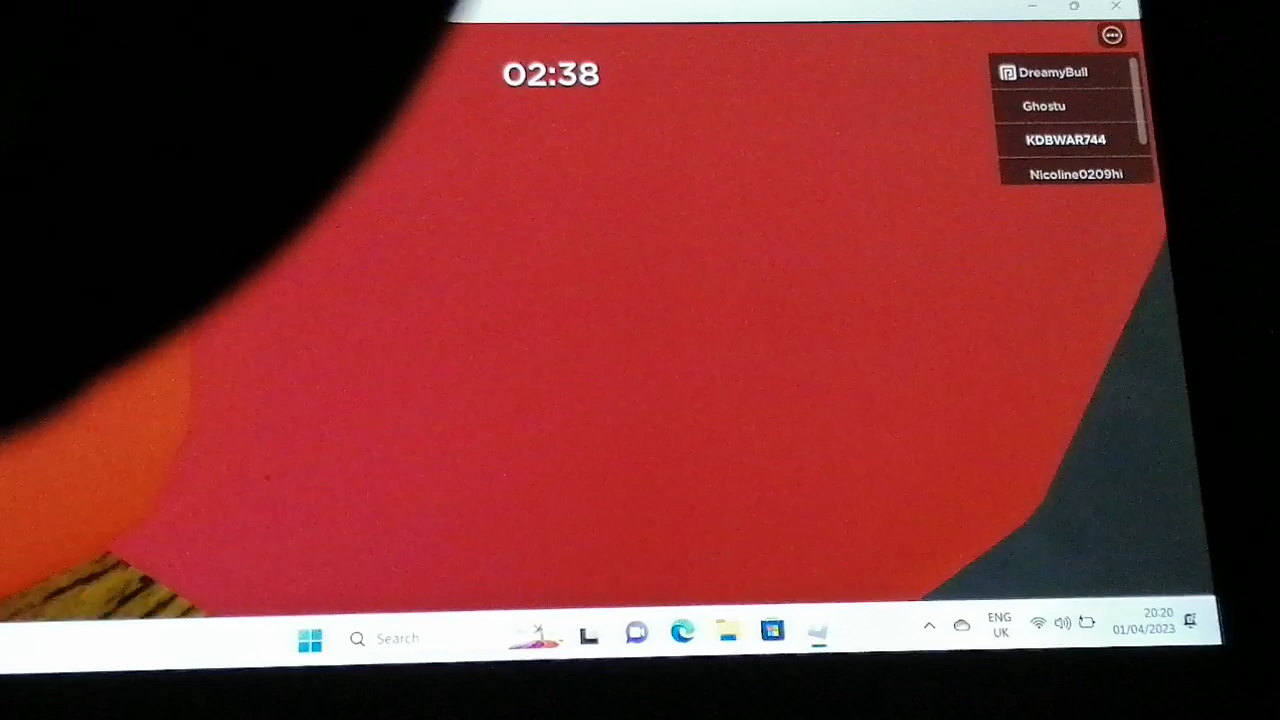 02:38
DreamyBull
Ghostu
KDBWAR744
Nicoline0209hi
Search
ENG
UK
20:20
01/04/2023